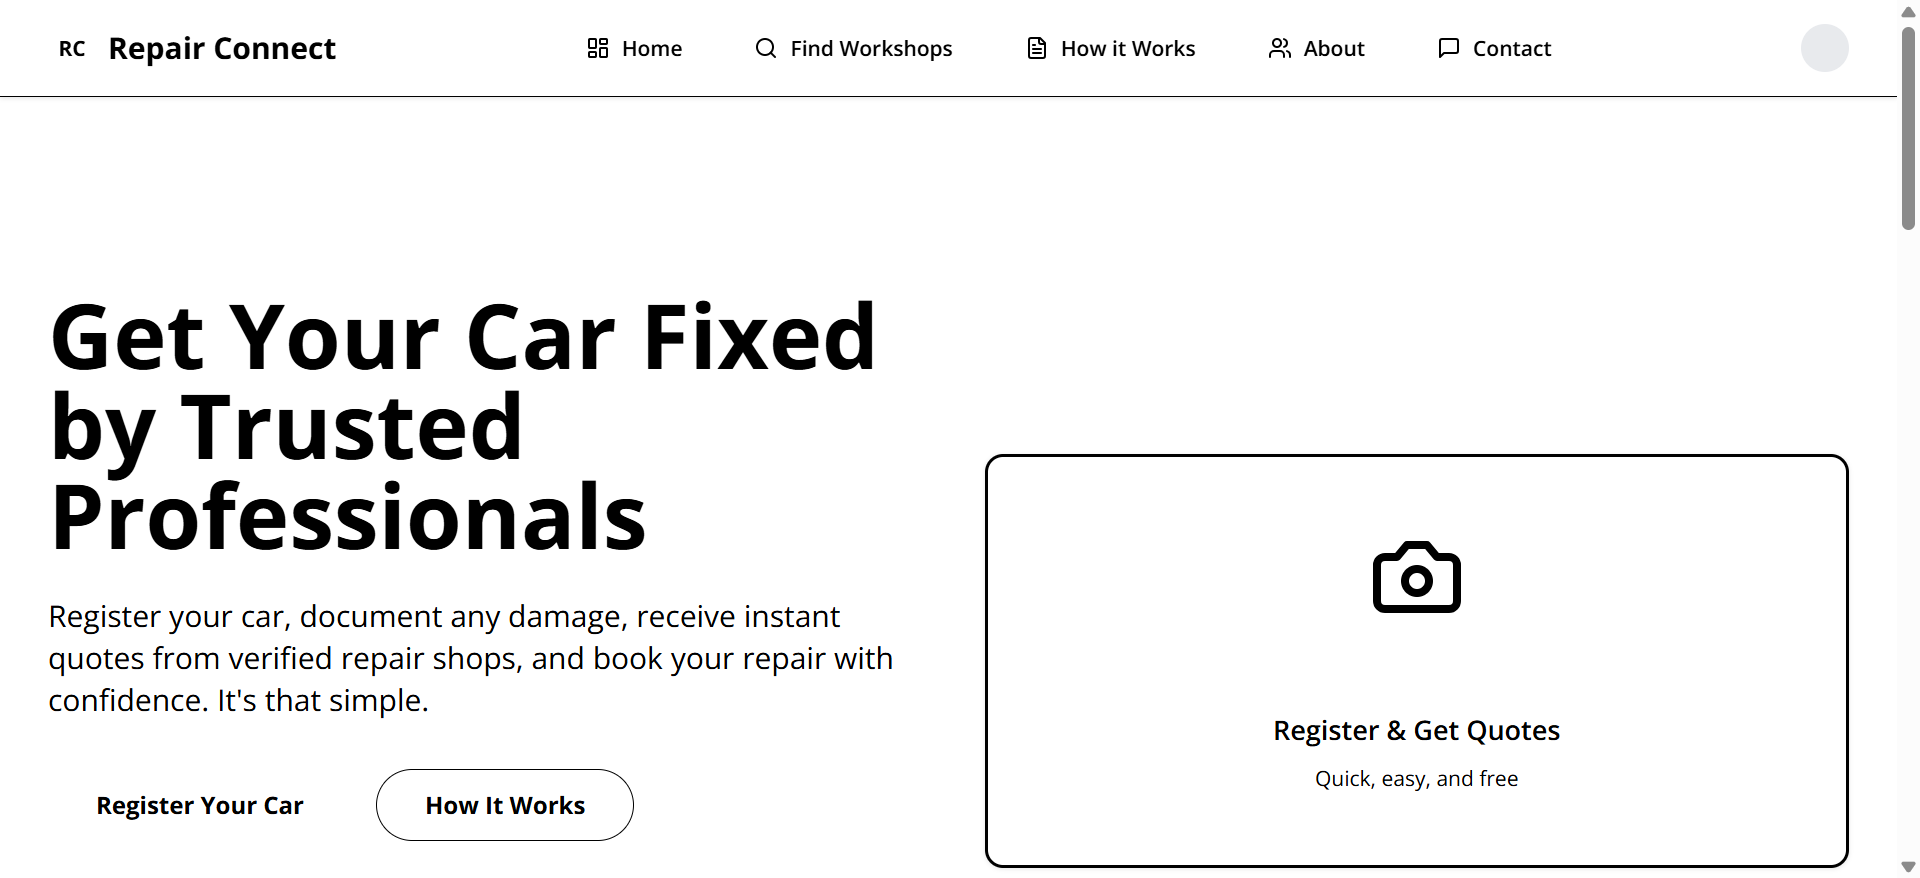 RC Repair Connect Home Find Workshops How it Works About Contact
Get Your Car Fixed
by Trusted
Professionals
Register your car, document any damage, receive instant
quotes from verified repair shops, and book your repair with
confidence. It's that simple.
Register Your Car How It Works
Register & Get Quotes
Quick, easy, and free